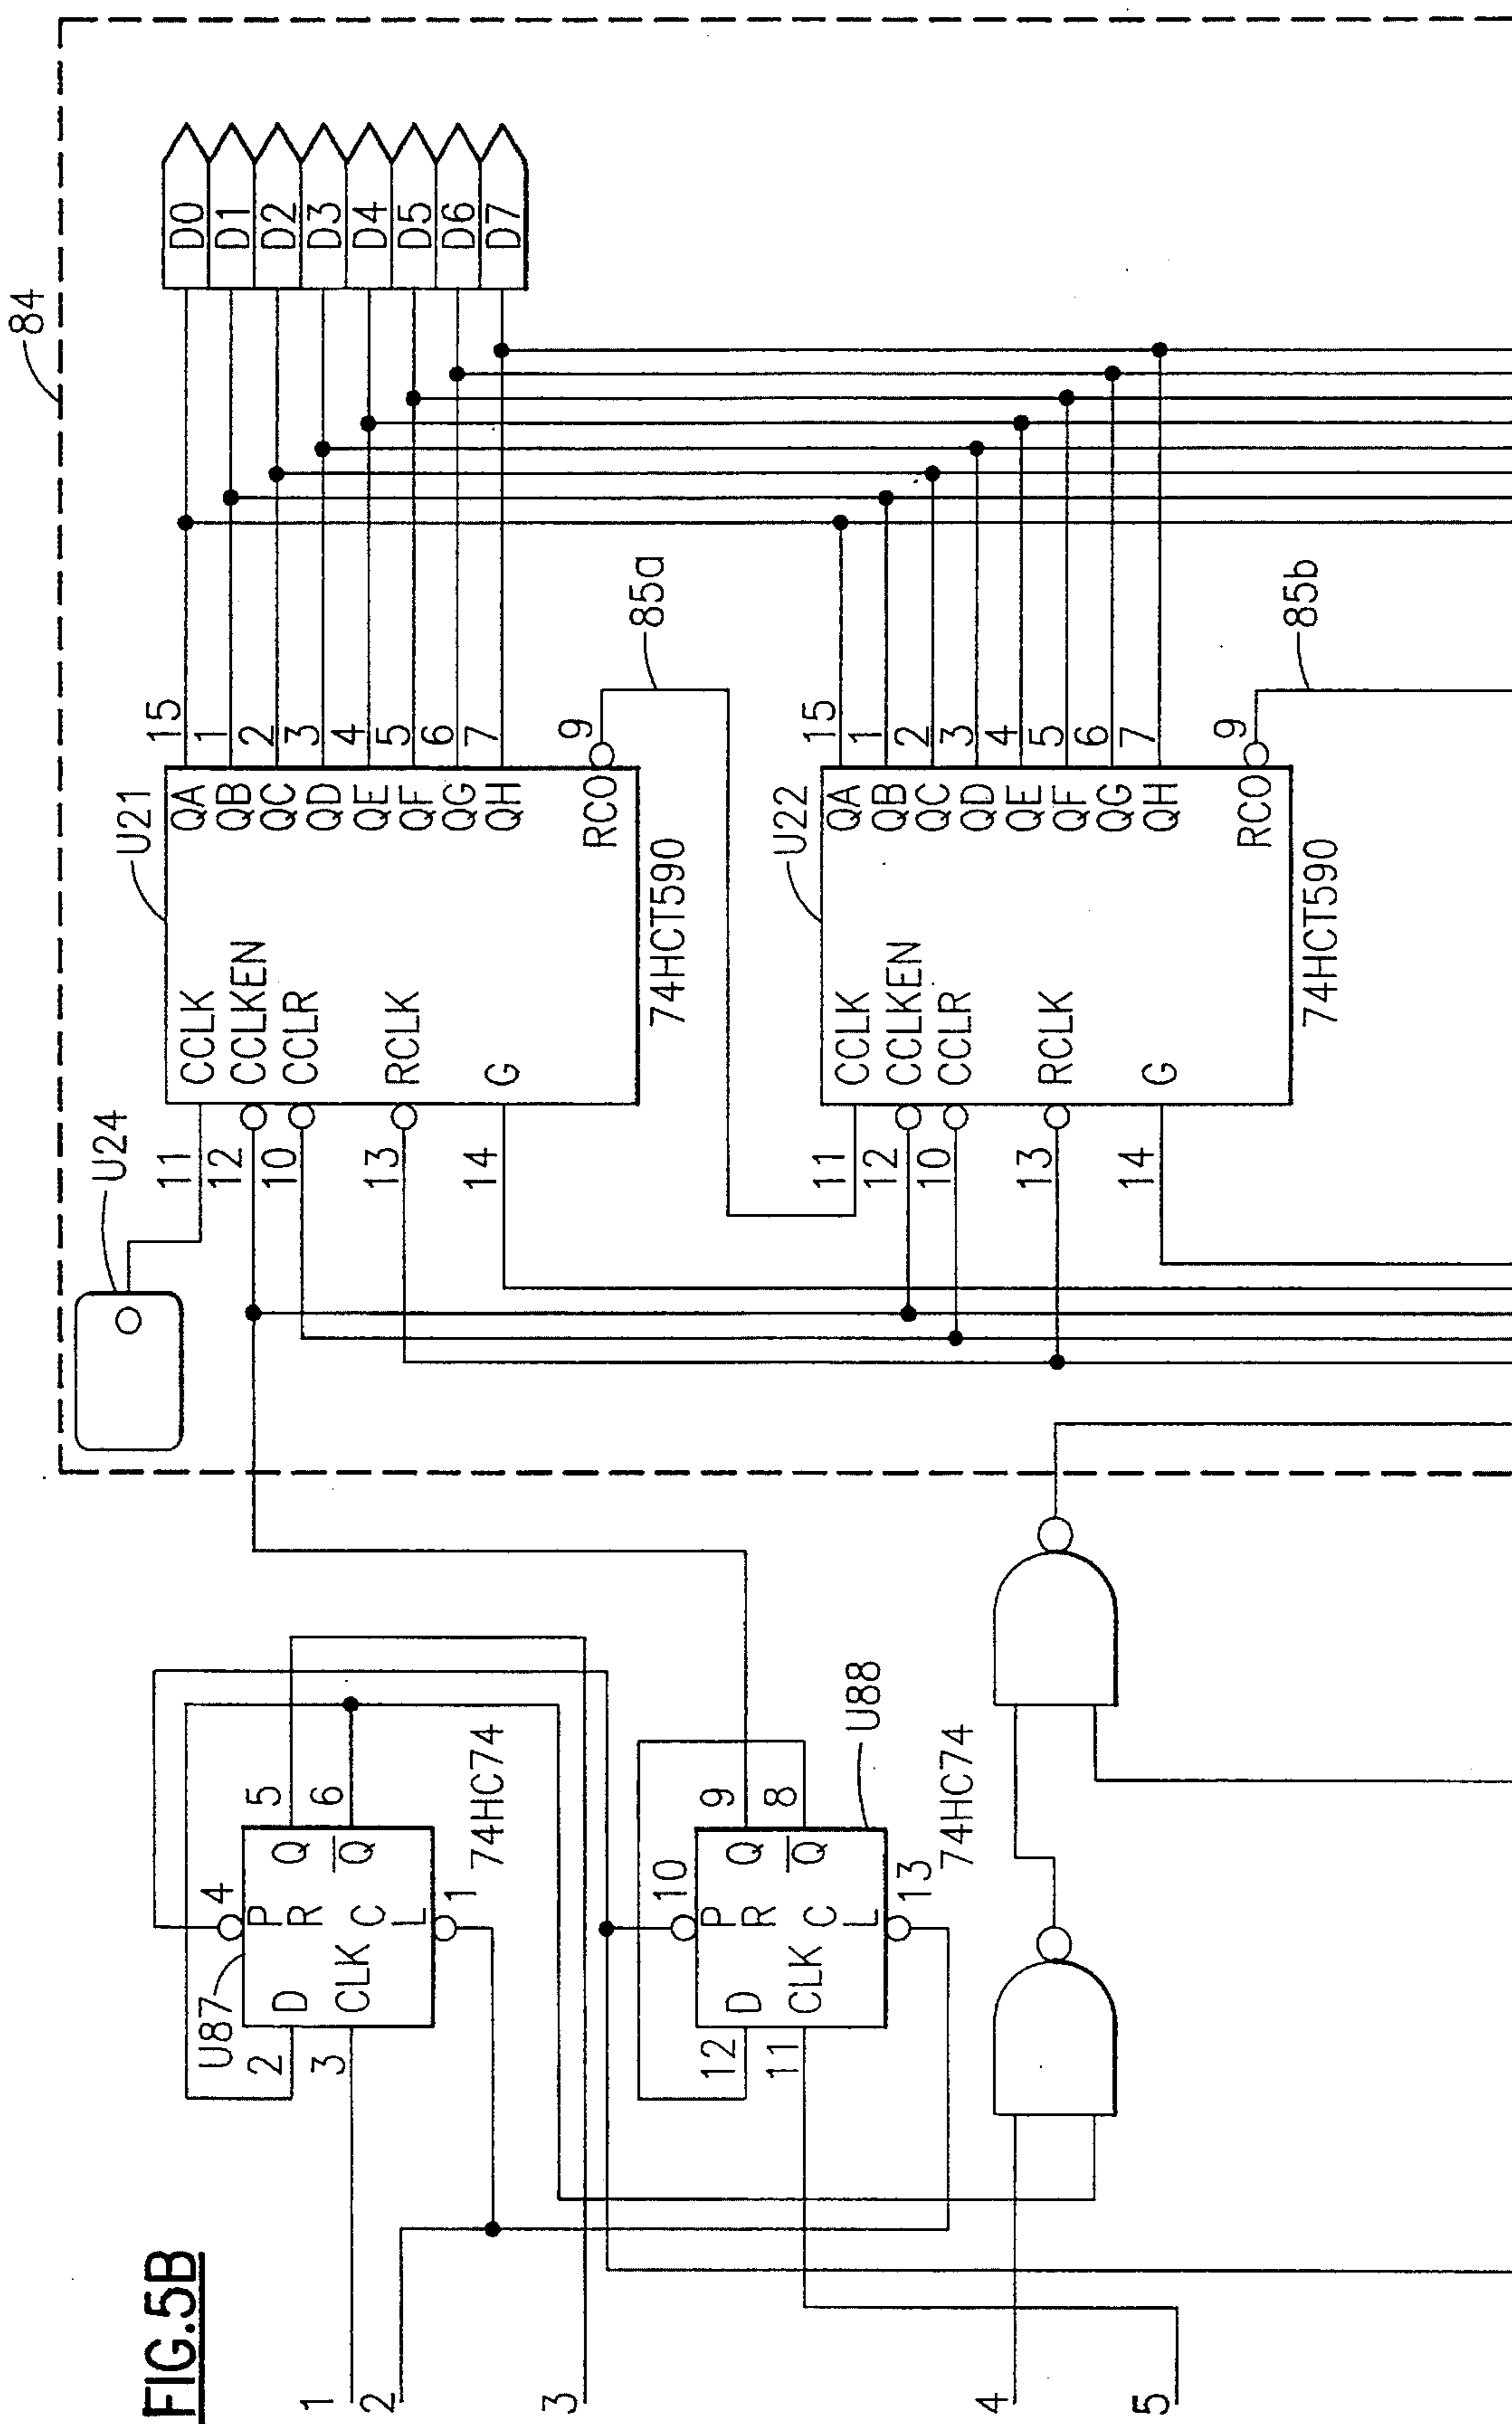 FIG.5B
84
U24
U21
11 CCLK
12 CCLKEN
10 CCLR
13 RCLK
14 G
QA 15
QB 1
QC 2
QD 3
QE 4
QF 5
QG 6
QH 7
RCO 9
74HCT590
D0
D1
D2
D3
D4
D5
D6
D7
85a
U22
11 CCLK
12 CCLKEN
10 CCLR
13 RCLK
14 G
QA 15
QB 1
QC 2
QD 3
QE 4
QF 5
QG 6
QH 7
RCO 9
74HCT590
85b
U87
4
PR
2 D
3 CLK
Q 5
Q̅ 6
CL
1
74HC74
U88
10
PR
12 D
11 CLK
Q 9
Q̅ 8
CL
13
74HC74
1
2
3
4
5